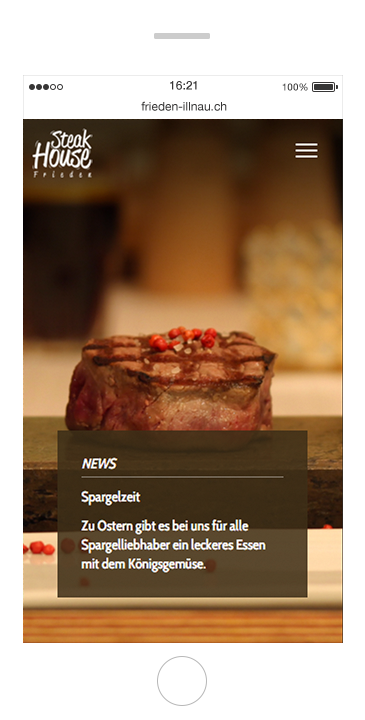 16:21
100%
frieden-illnau.ch
Steak
House
Frieden
NEWS
Spargelzeit
Zu Ostern gibt es bei uns für alle
Spargelliebhaber ein leckeres Essen
mit dem Königsgemüse.